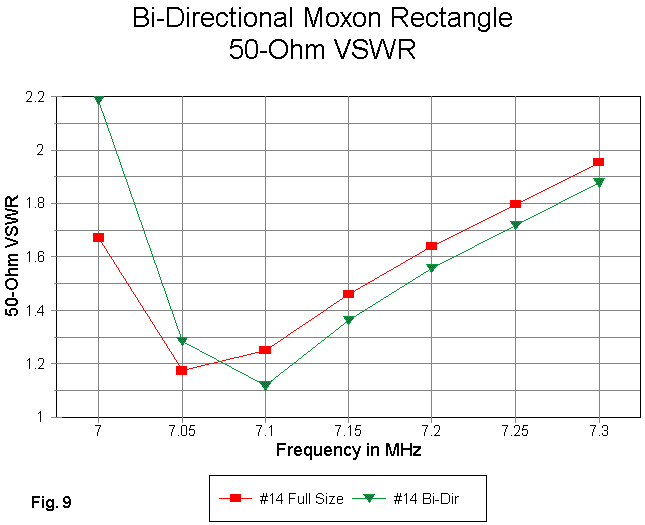 Bi-Directional Moxon Rectangle
50-Ohm VSWR
2.2
2
1.8
1.6
1.4
1.2
1
50-Ohm VSWR
7
7.05
7.1
7.15
7.2
7.25
7.3
Frequency in MHz
Fig. 9
#14 Full Size
#14 Bi-Dir